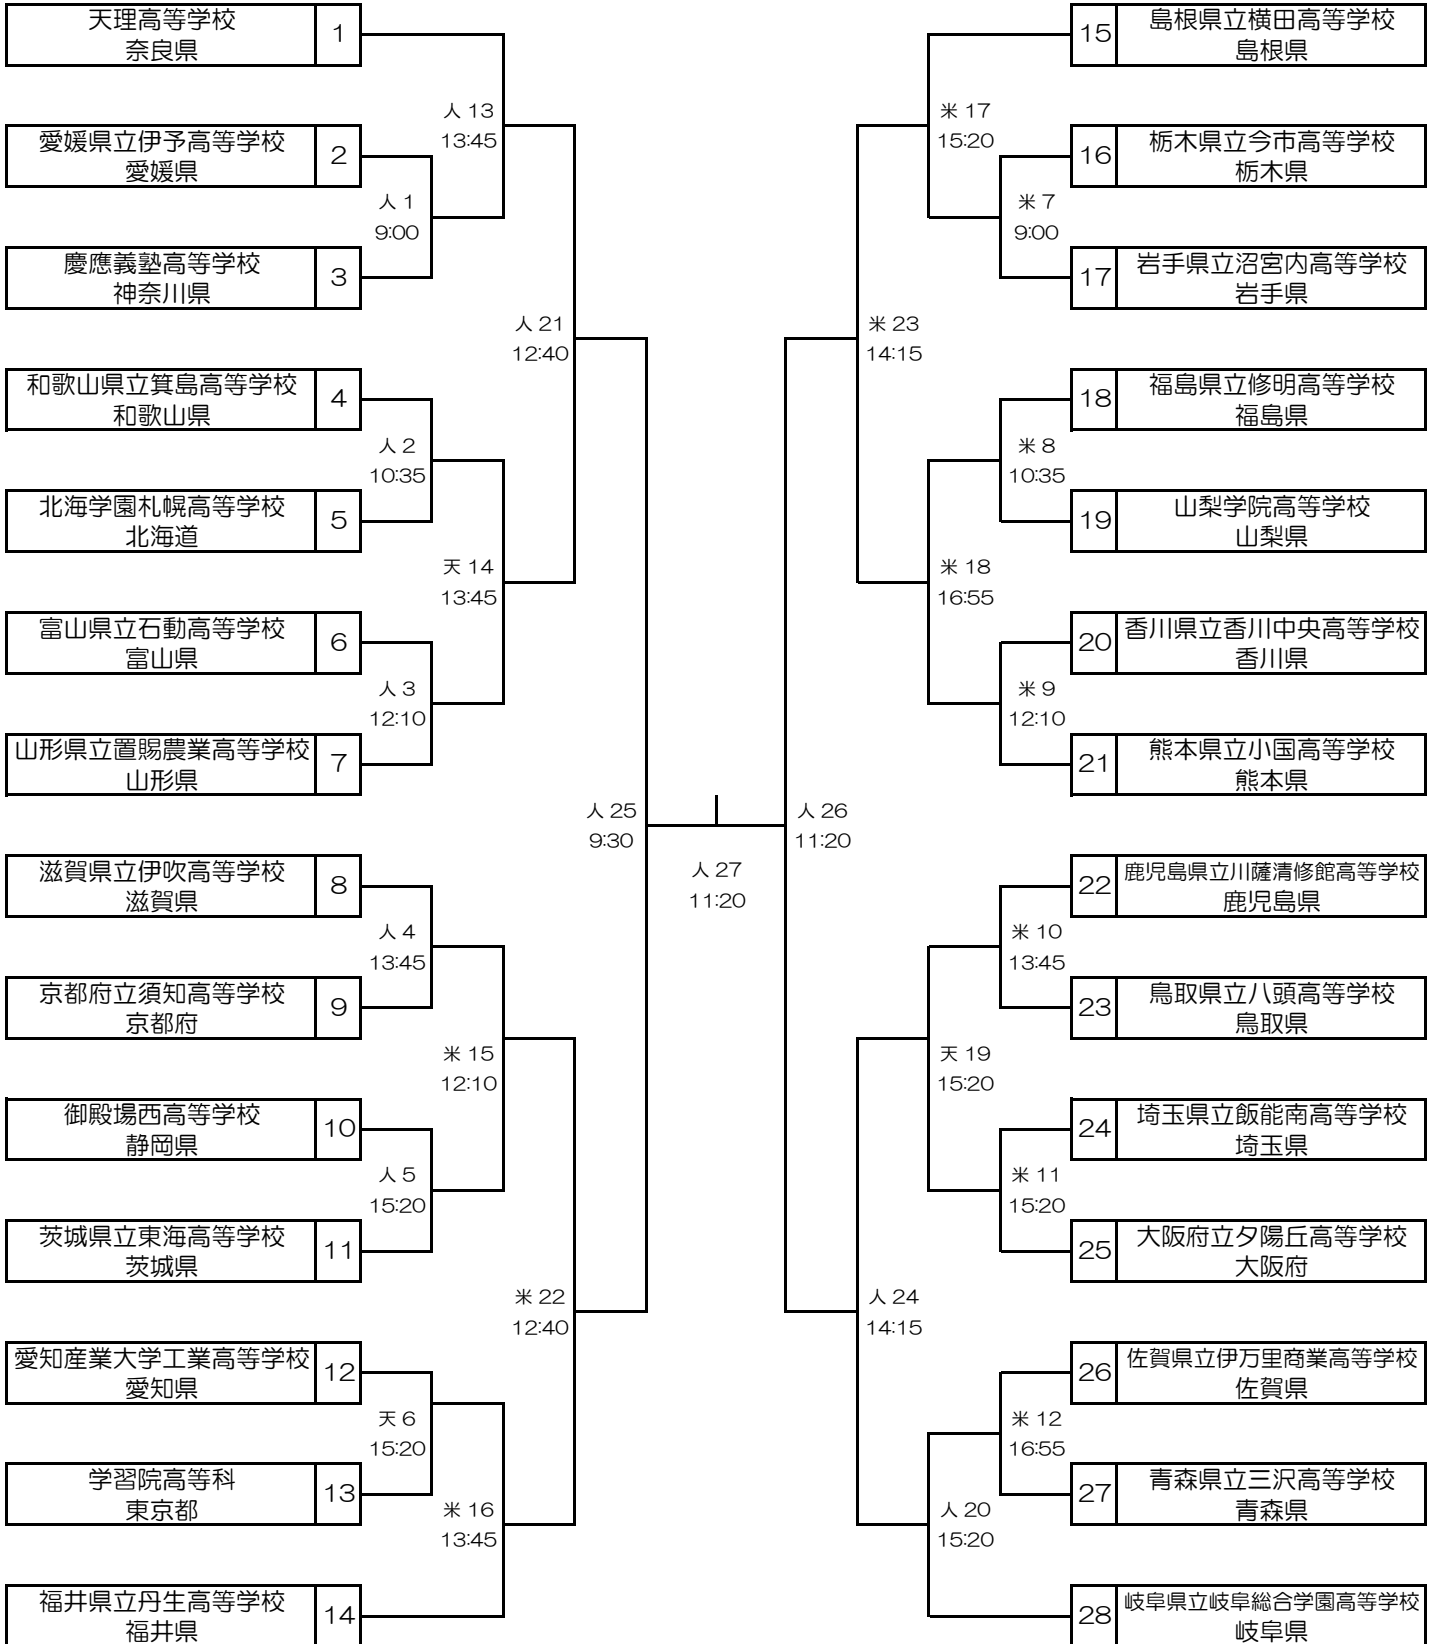 天理高等学校
奈良県
1
人 13
13:45
愛媛県立伊予高等学校
愛媛県
2
人 1
9:00
慶應義塾高等学校
神奈川県
3
人 21
12:40
和歌山県立箕島高等学校
和歌山県
4
人 2
10:35
北海学園札幌高等学校
北海道
5
天 14
13:45
富山県立石動高等学校
富山県
6
人 3
12:10
山形県立置賜農業高等学校
山形県
7
人 25
9:30
滋賀県立伊吹高等学校
滋賀県
8
人 4
13:45
京都府立須知高等学校
京都府
9
米 15
12:10
御殿場西高等学校
静岡県
10
人 5
15:20
茨城県立東海高等学校
茨城県
11
米 22
12:40
愛知産業大学工業高等学校
愛知県
12
天 6
15:20
学習院高等科
東京都
13
米 16
13:45
福井県立丹生高等学校
福井県
14
人 27
11:20
15
島根県立横田高等学校
島根県
米 17
15:20
16
栃木県立今市高等学校
栃木県
米 7
9:00
17
岩手県立沼宮内高等学校
岩手県
米 23
14:15
18
福島県立修明高等学校
福島県
米 8
10:35
19
山梨学院高等学校
山梨県
米 18
16:55
20
香川県立香川中央高等学校
香川県
米 9
12:10
21
熊本県立小国高等学校
熊本県
人 26
11:20
22
鹿児島県立川薩清修館高等学校
鹿児島県
米 10
13:45
23
鳥取県立八頭高等学校
鳥取県
天 19
15:20
24
埼玉県立飯能南高等学校
埼玉県
米 11
15:20
25
大阪府立夕陽丘高等学校
大阪府
人 24
14:15
26
佐賀県立伊万里商業高等学校
佐賀県
米 12
16:55
27
青森県立三沢高等学校
青森県
人 20
15:20
28
岐阜県立岐阜総合学園高等学校
岐阜県